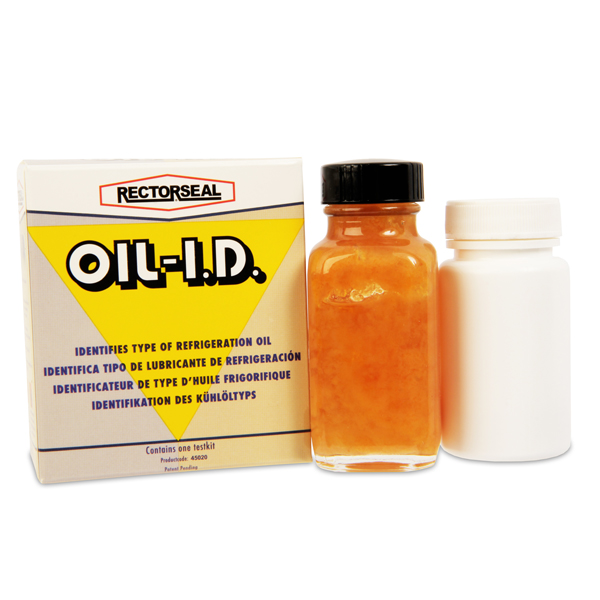 RECTORSEAL
OIL-I.D.
IDENTIFIES TYPE OF REFRIGERATION OIL
IDENTIFICA TIPO DE LUBRICANTE DE REFRIGERACIÓN
IDENTIFICATEUR DE TYPE D'HUILE FRIGORIFIQUE
IDENTIFIKATION DES KÜHLÖLTYPS
Contains one testkit
Productcode: 45020
Patent Pending